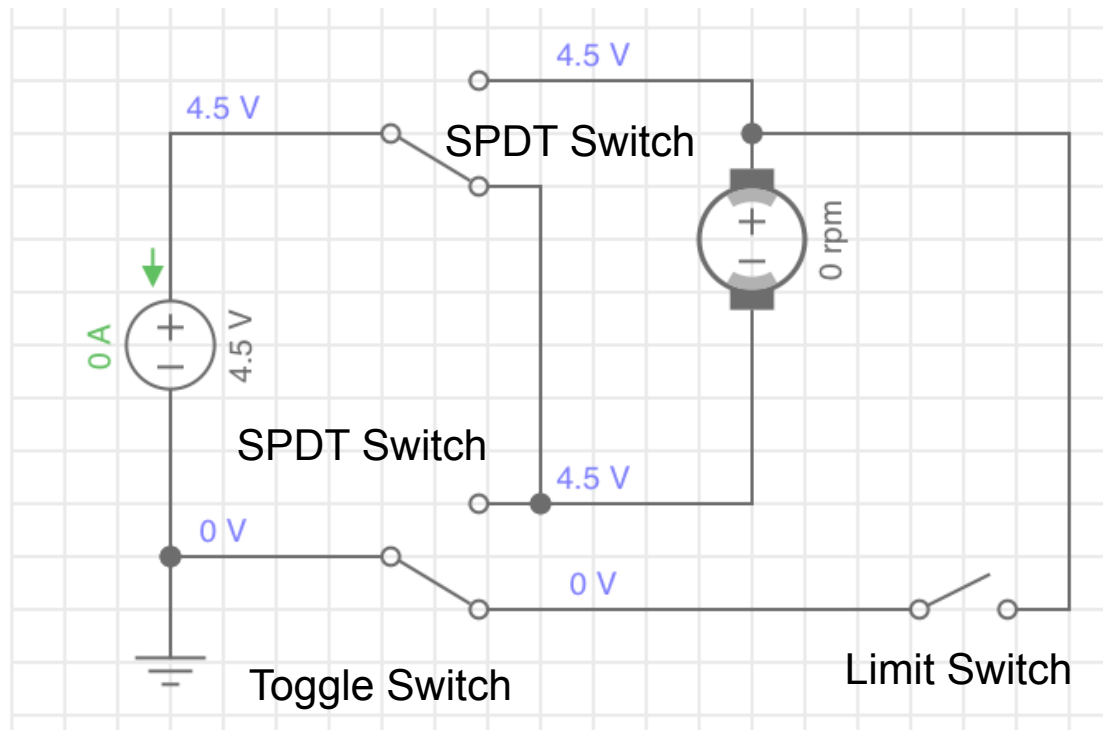 4.5 V
4.5 V
SPDT Switch
+
−
0 rpm
0 A
+
−
4.5 V
SPDT Switch
4.5 V
0 V
0 V
Toggle Switch
Limit Switch